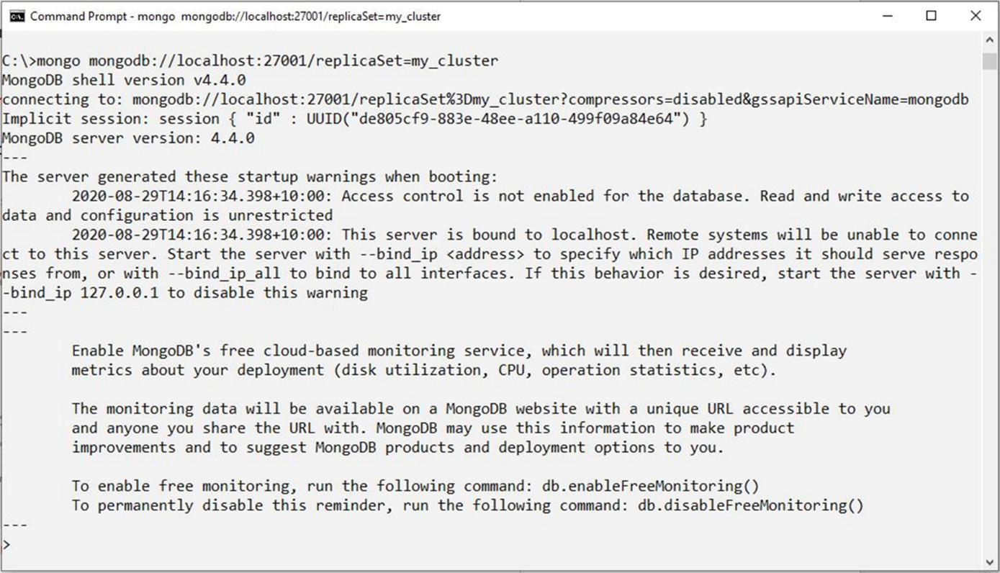 Command Prompt - mongo mongodb://localhost:27001/replicaSet=my_cluster
C:\>mongo mongodb://localhost:27001/replicaSet=my_cluster
MongoDB shell version v4.4.0
connecting to: mongodb://localhost:27001/replicaSet%3Dmy_cluster?compressors=disabled&gssapiServiceName=mongodb
Implicit session: session { "id" : UUID("de805cf9-883e-48ee-a110-499f09a84e64") }
MongoDB server version: 4.4.0
---
The server generated these startup warnings when booting:
        2020-08-29T14:16:34.398+10:00: Access control is not enabled for the database. Read and write access to
data and configuration is unrestricted
        2020-08-29T14:16:34.398+10:00: This server is bound to localhost. Remote systems will be unable to conne
ct to this server. Start the server with --bind_ip <address> to specify which IP addresses it should serve respo
nses from, or with --bind_ip_all to bind to all interfaces. If this behavior is desired, start the server with -
-bind_ip 127.0.0.1 to disable this warning
---
---
        Enable MongoDB's free cloud-based monitoring service, which will then receive and display
        metrics about your deployment (disk utilization, CPU, operation statistics, etc).
        The monitoring data will be available on a MongoDB website with a unique URL accessible to you
        and anyone you share the URL with. MongoDB may use this information to make product
        improvements and to suggest MongoDB products and deployment options to you.
        To enable free monitoring, run the following command: db.enableFreeMonitoring()
        To permanently disable this reminder, run the following command: db.disableFreeMonitoring()
---
>